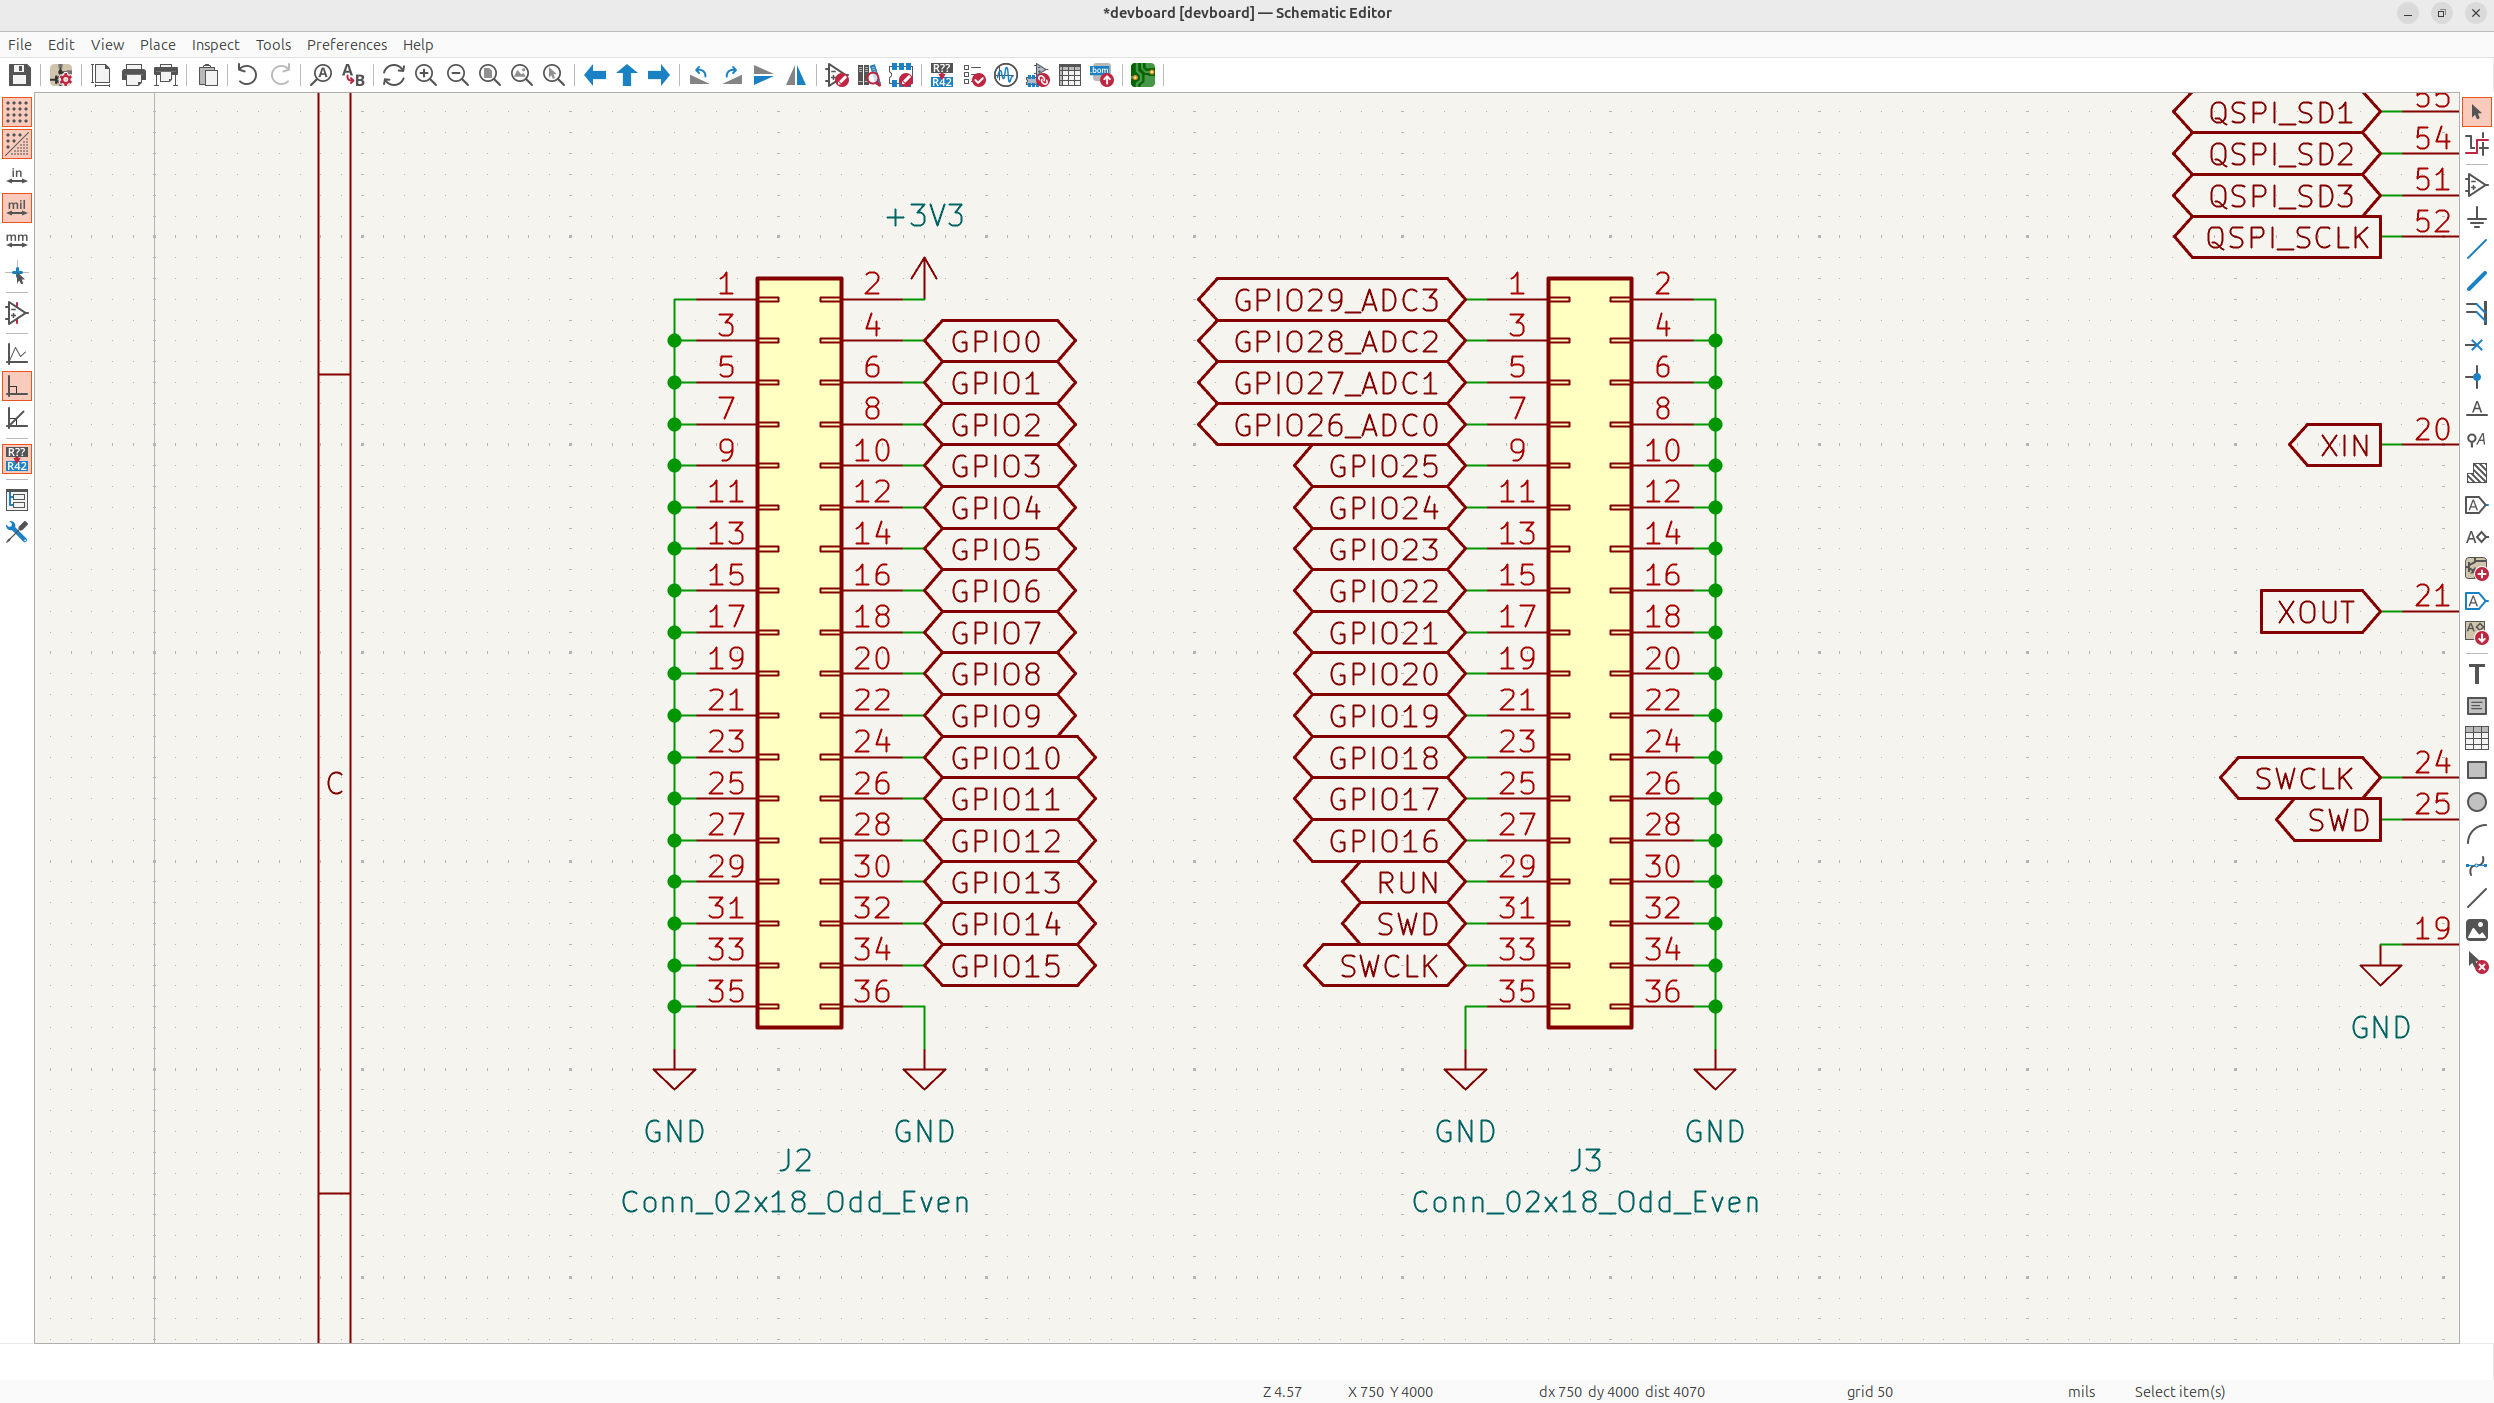 *devboard [devboard] — Schematic Editor
File Edit View Place Inspect Tools Preferences Help
in
mil
mm
R??
R42
C
+3V3
1 2
3 4 GPIO0
5 6 GPIO1
7 8 GPIO2
9 10 GPIO3
11 12 GPIO4
13 14 GPIO5
15 16 GPIO6
17 18 GPIO7
19 20 GPIO8
21 22 GPIO9
23 24 GPIO10
25 26 GPIO11
27 28 GPIO12
29 30 GPIO13
31 32 GPIO14
33 34 GPIO15
35 36
GND GND
J2
Conn_02x18_Odd_Even
GPIO29_ADC3 1 2
GPIO28_ADC2 3 4
GPIO27_ADC1 5 6
GPIO26_ADC0 7 8
GPIO25 9 10
GPIO24 11 12
GPIO23 13 14
GPIO22 15 16
GPIO21 17 18
GPIO20 19 20
GPIO19 21 22
GPIO18 23 24
GPIO17 25 26
GPIO16 27 28
RUN 29 30
SWD 31 32
SWCLK 33 34
35 36
GND GND
J3
Conn_02x18_Odd_Even
QSPI_SD1 55
QSPI_SD2 54
QSPI_SD3 51
QSPI_SCLK 52
XIN 20
XOUT 21
SWCLK 24
SWD 25
19
GND
Z 4.57 X 750 Y 4000 dx 750 dy 4000 dist 4070 grid 50 mils Select item(s)